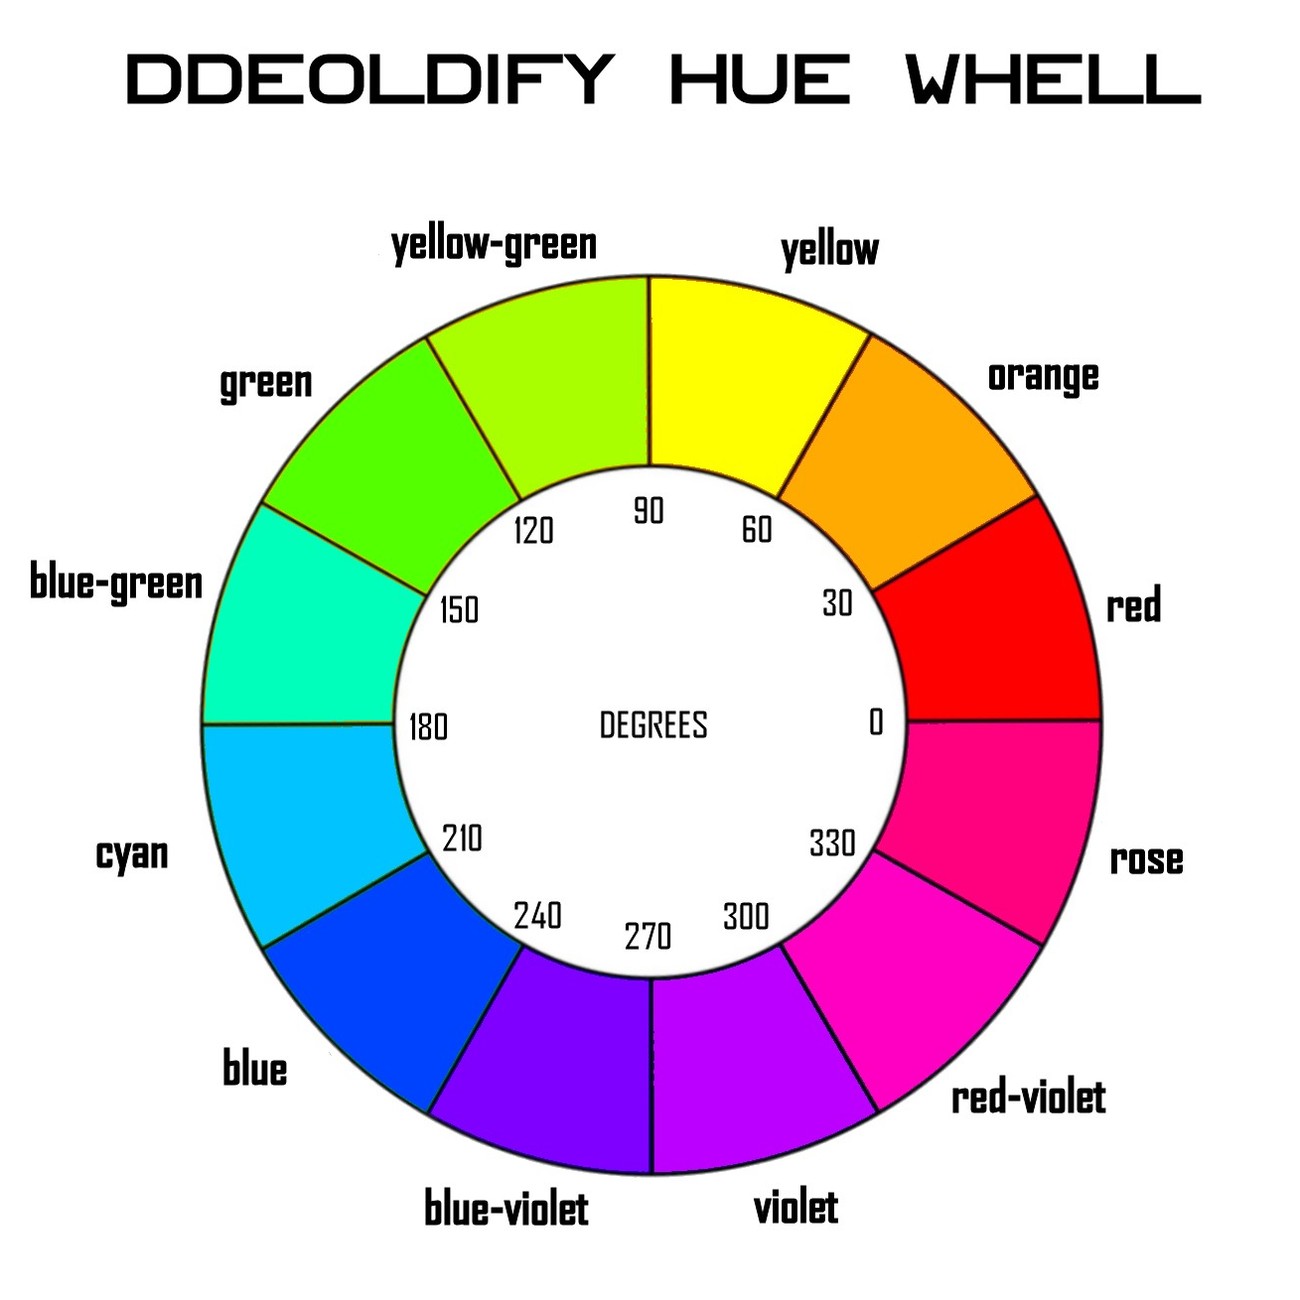 DDEOLDIFY HUE WHELL
yellow-green
yellow
green
orange
blue-green
red
cyan
rose
blue
red-violet
blue-violet
violet
90
120
60
150
30
180
DEGREES
0
210
330
240
300
270